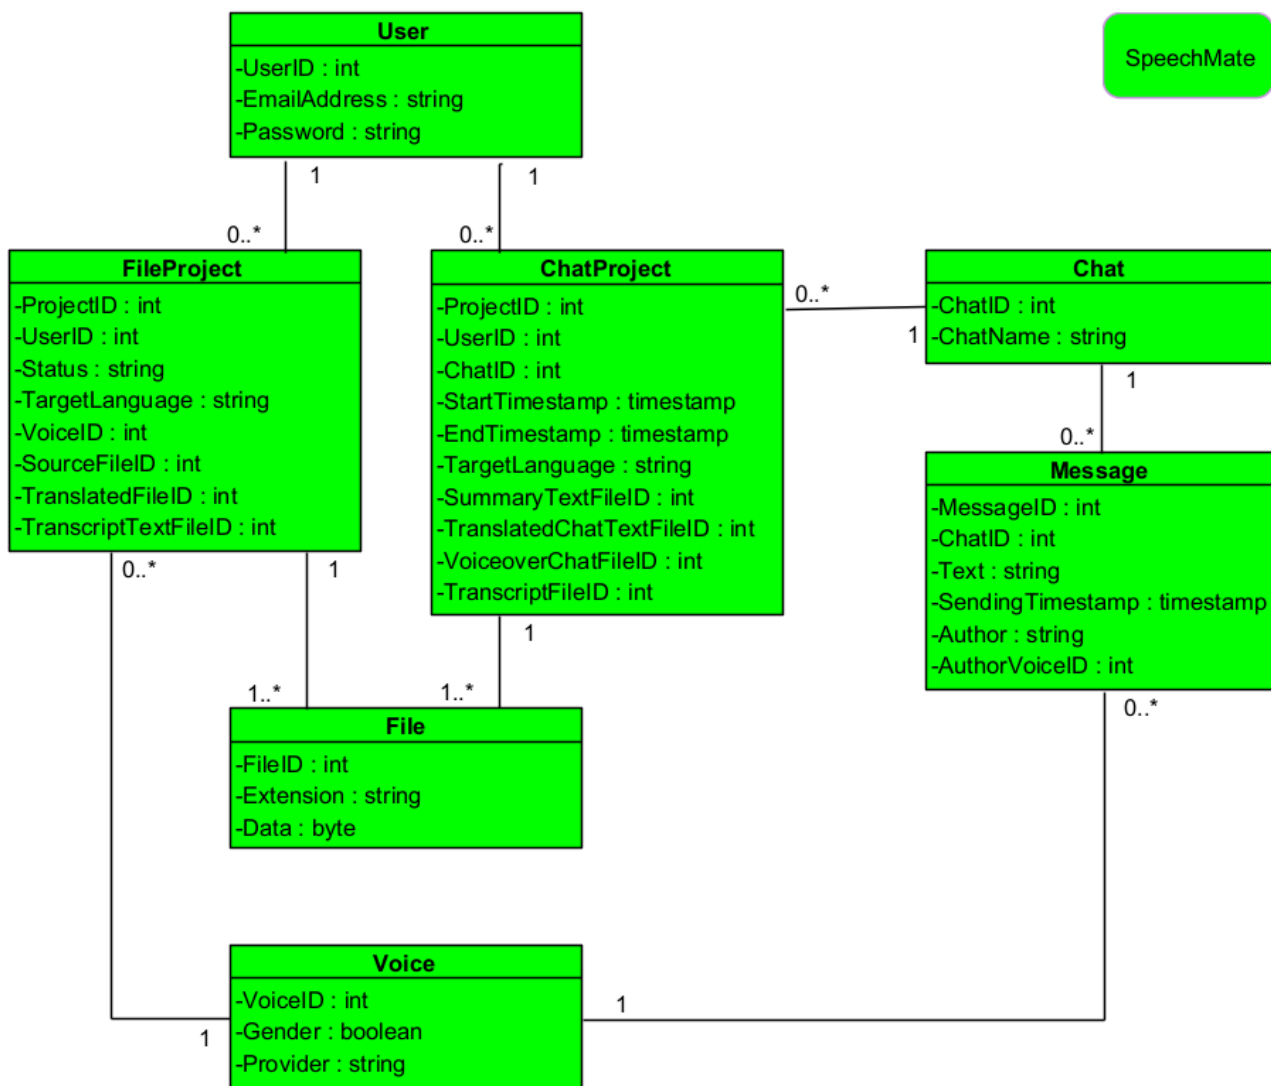 User
-UserID : int
-EmailAddress : string
-Password : string
SpeechMate
1
1
0..*
0..*
FileProject
-ProjectID : int
-UserID : int
-Status : string
-TargetLanguage : string
-VoiceID : int
-SourceFileID : int
-TranslatedFileID : int
-TranscriptTextFileID : int
ChatProject
-ProjectID : int
-UserID : int
-ChatID : int
-StartTimestamp : timestamp
-EndTimestamp : timestamp
-TargetLanguage : string
-SummaryTextFileID : int
-TranslatedChatTextFileID : int
-VoiceoverChatFileID : int
-TranscriptFileID : int
0..*
1
Chat
-ChatID : int
-ChatName : string
1
0..*
Message
-MessageID : int
-ChatID : int
-Text : string
-SendingTimestamp : timestamp
-Author : string
-AuthorVoiceID : int
0..*
1
1
1..*
1..*
0..*
File
-FileID : int
-Extension : string
-Data : byte
Voice
-VoiceID : int
-Gender : boolean
-Provider : string
1
1